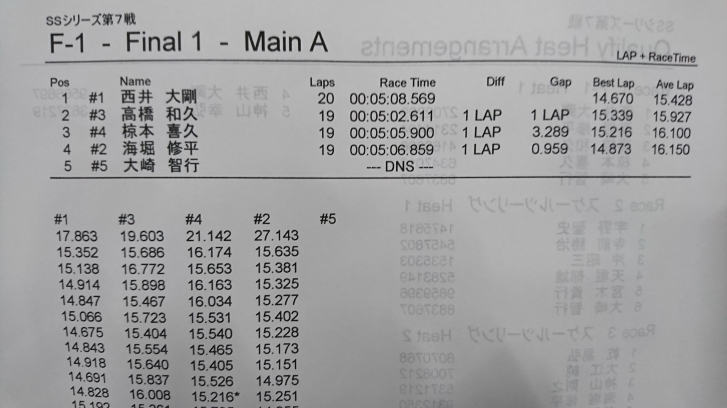 SSシリーズ第7戦
F-1 - Final 1 - Main A
LAP + RaceTime
Pos Name Laps Race Time Diff Gap Best Lap Ave Lap
1 #1 西井 大剛 20 00:05:08.569 14.670 15.428
2 #3 高橋 和久 19 00:05:02.611 1 LAP 1 LAP 15.339 15.927
3 #4 椋本 喜久 19 00:05:05.900 1 LAP 3.289 15.216 16.100
4 #2 海堀 修平 19 00:05:06.859 1 LAP 0.959 14.873 16.150
5 #5 大崎 智行 --- DNS ---
#1 #3 #4 #2 #5
17.863 19.603 21.142 27.143
15.352 15.686 16.174 15.635
15.138 16.772 15.653 15.381
14.914 15.898 16.163 15.325
14.847 15.467 16.034 15.277
15.066 15.723 15.531 15.402
14.675 15.404 15.540 15.228
14.843 15.554 15.465 15.173
14.918 15.640 15.405 15.151
14.691 15.837 15.526 14.975
14.828 16.008 15.216* 15.251